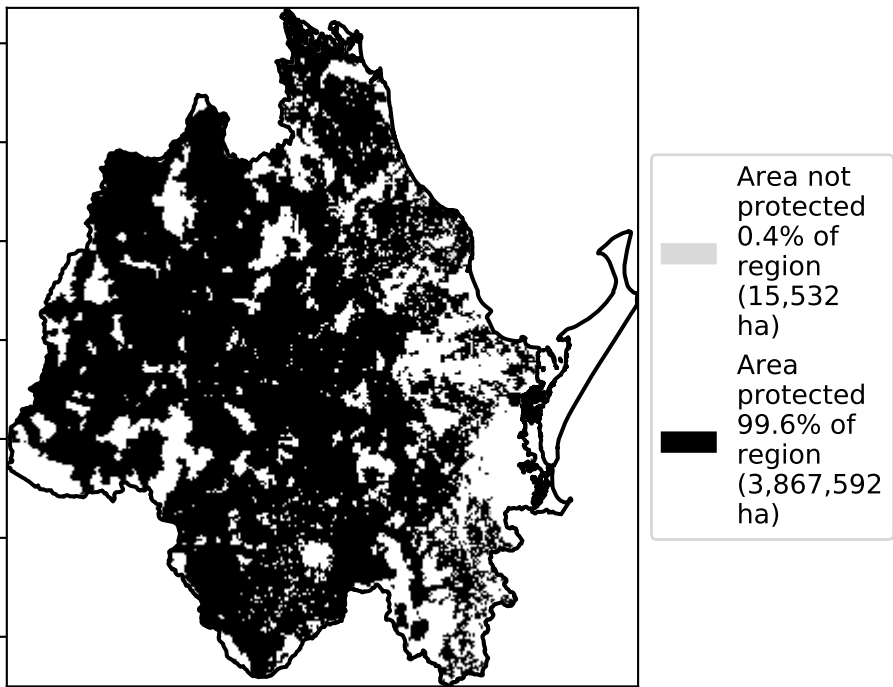 Area not
protected
0.4% of
region
(15,532
ha)
Area
protected
99.6% of
region
(3,867,592
ha)